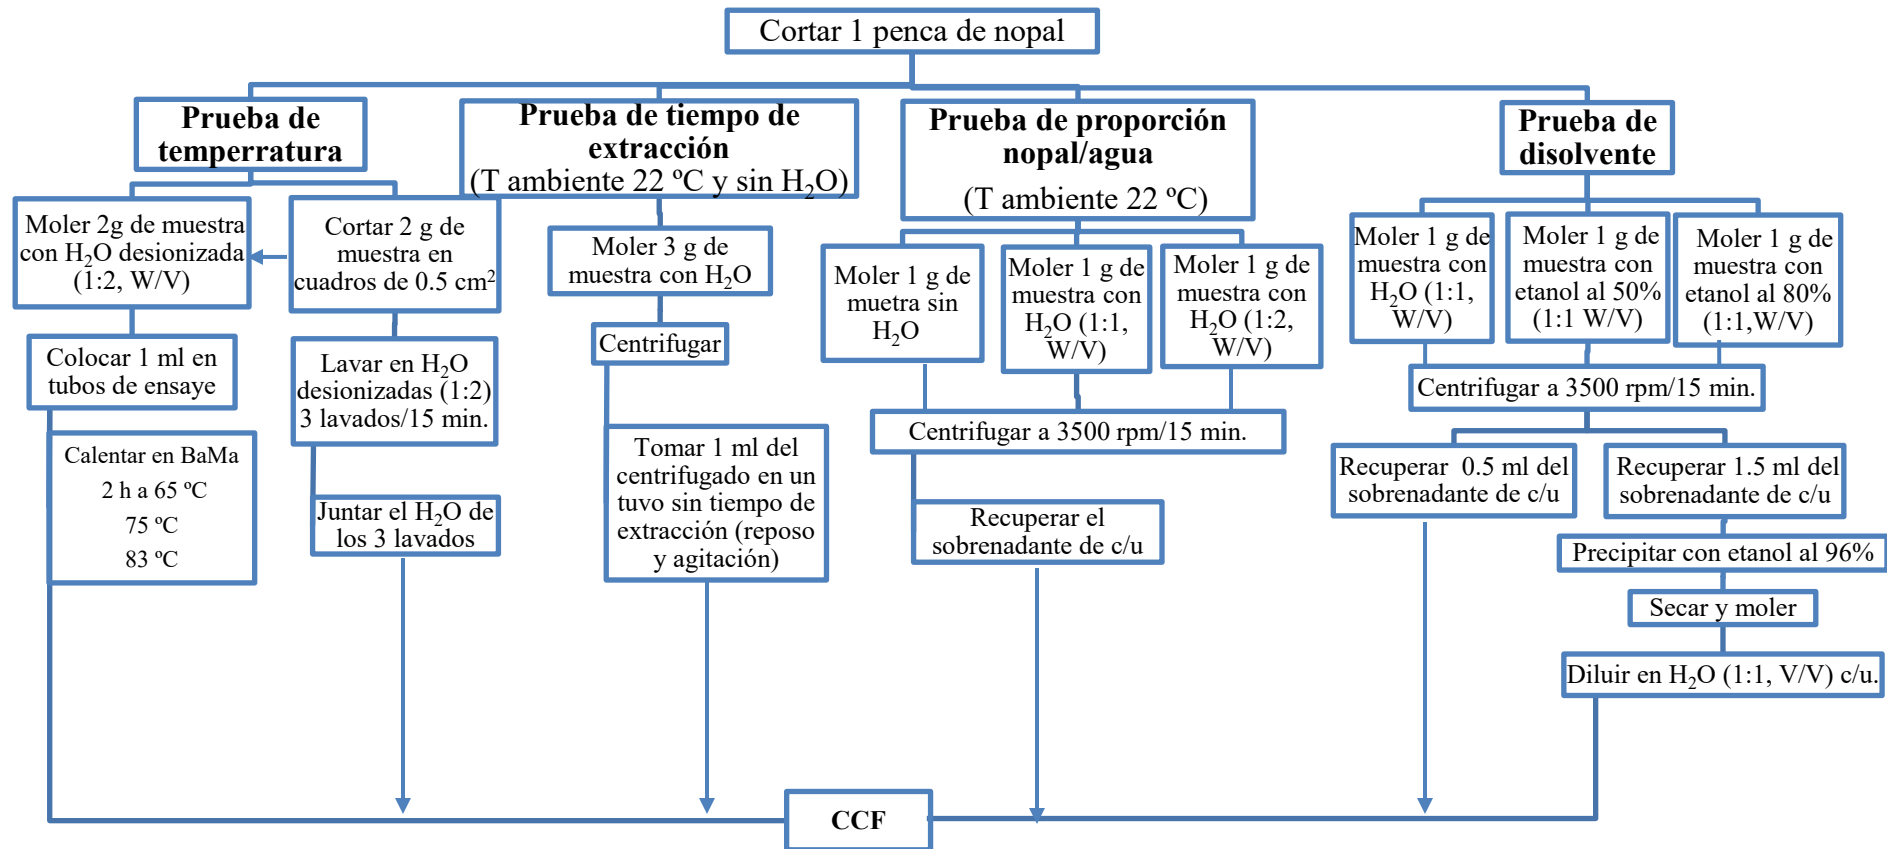 Cortar 1 penca de nopal
Prueba de
temperratura
Moler 2g de muestra
con H₂O desionizada
(1:2, W/V)
Colocar 1 ml en
tubos de ensaye
Calentar en BaMa
2 h a 65 ºC
75 ºC
83 ºC
Cortar 2 g de
muestra en
cuadros de 0.5 cm²
Lavar en H₂O
desionizadas (1:2)
3 lavados/15 min.
Juntar el H₂O de
los 3 lavados
Prueba de tiempo de
extracción
(T ambiente 22 ºC y sin H₂O)
Moler 3 g de
muestra con H₂O
Centrifugar
Tomar 1 ml del
centrifugado en un
tuvo sin tiempo de
extracción (reposo
y agitación)
Prueba de proporción
nopal/agua
(T ambiente 22 ºC)
Moler 1 g de
muetra sin
H₂O
Moler 1 g de
muestra con
H₂O (1:1,
W/V)
Moler 1 g de
muestra con
H₂O (1:2,
W/V)
Centrifugar a 3500 rpm/15 min.
Recuperar el
sobrenadante de c/u
Prueba de
disolvente
Moler 1 g de
muestra con
H₂O (1:1,
W/V)
Moler 1 g de
muestra con
etanol al 50%
(1:1 W/V)
Moler 1 g de
muestra con
etanol al 80%
(1:1,W/V)
Centrifugar a 3500 rpm/15 min.
Recuperar 0.5 ml del
sobrenadante de c/u
Recuperar 1.5 ml del
sobrenadante de c/u
Precipitar con etanol al 96%
Secar y moler
Diluir en H₂O (1:1, V/V) c/u.
CCF